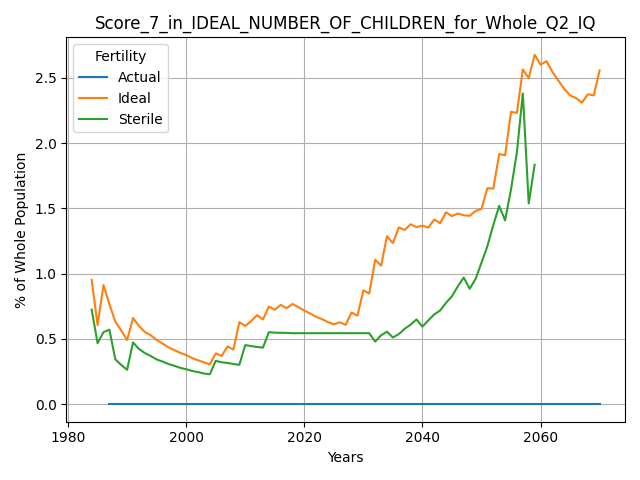 Score_7_in_IDEAL_NUMBER_OF_CHILDREN_for_Whole_Q2_IQ
Fertility
Actual
Ideal
Sterile
% of Whole Population
2.5
2.0
1.5
1.0
0.5
0.0
1980
2000
2020
2040
2060
Years